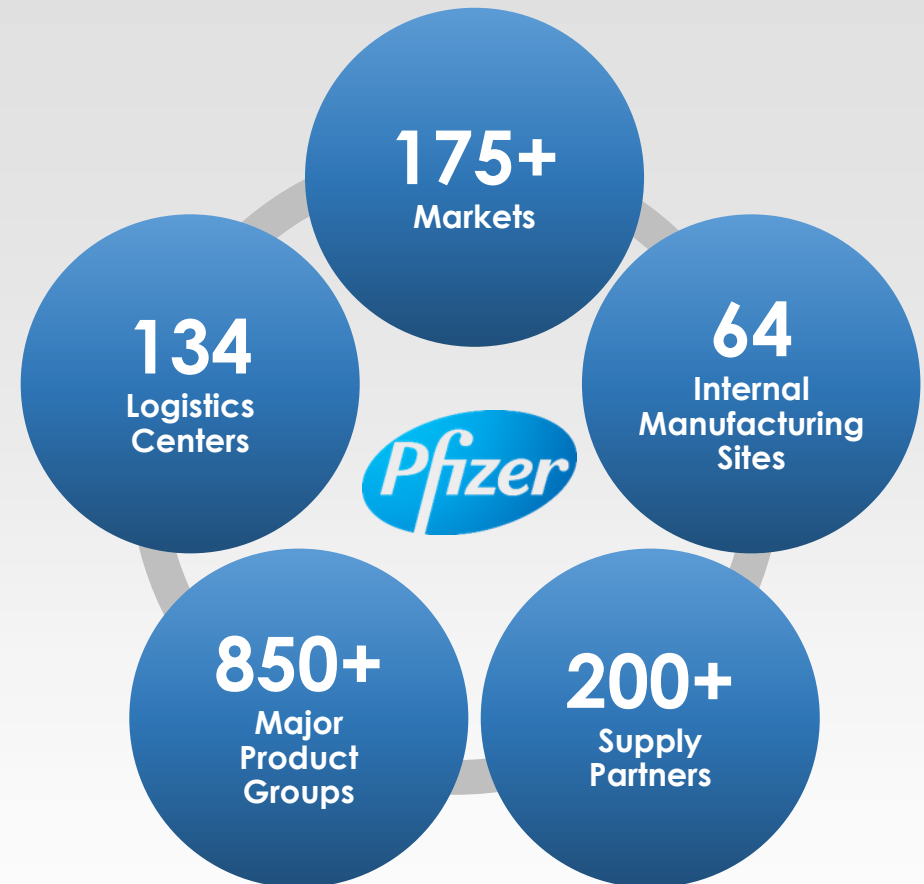 175+
Markets
134
Logistics
Centers
64
Internal
Manufacturing
Sites
Pfizer
850+
Major
Product
Groups
200+
Supply
Partners